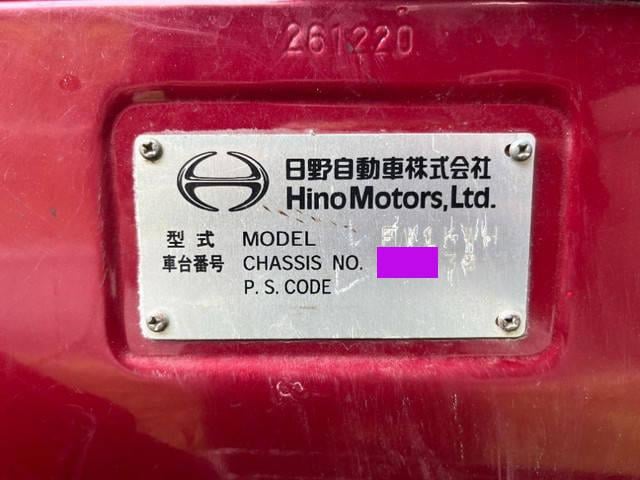 261220
日野自動車株式会社
Hino Motors, Ltd.
型式 MODEL
車台番号 CHASSIS NO.
P.S.CODE